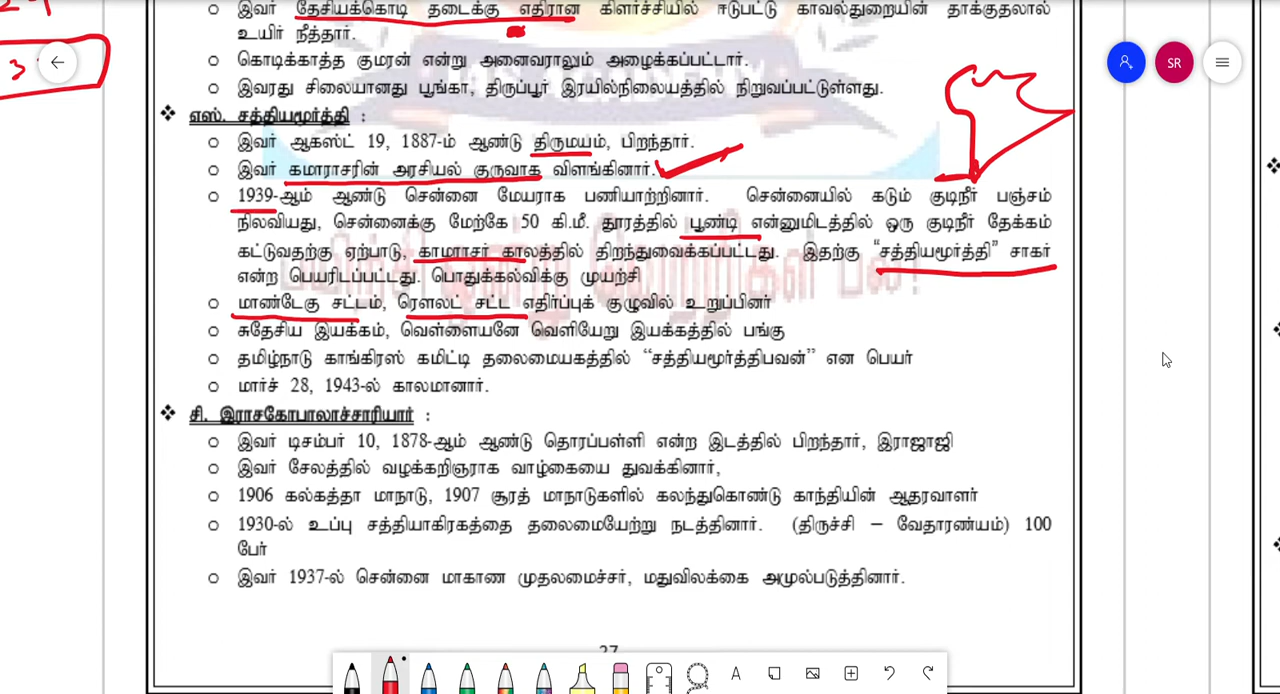 இவர் தேசியக்கொடி தடைக்கு எதிரான கிளர்ச்சியில் ஈடுபட்டு காவல்துறையின் தாக்குதலால்
3
உயிர் நீத்தார்.
SR
கொடிக்காத்த குமரன் என்று அனைவராலும் அழைக்கப்பட்டார்.
இவரது சிலையானது பூங்கா, திருப்பூர் இரயில்நிலையத்தில் நிறுவப்பட்டுள்ளது.
❖ எஸ். சத்தியமூர்த்தி :
o இவர் ஆகஸ்ட் 19, 1887-ம் ஆண்டு திருமயம், பிறந்தார்.
o இவர் கமாராசரின் அரசியல் குருவாக விளங்கினார்.
o 1939-ஆம் ஆண்டு சென்னை மேயராக பணியாற்றினார். சென்னையில் கடும் குடிநீர் பஞ்சம்
நிலவியது, சென்னைக்கு மேற்கே 50 கி.மீ. தூரத்தில் பூண்டி என்னுமிடத்தில் ஒரு குடிநீர் தேக்கம்
கட்டுவதற்கு ஏற்பாடு, காமராசர் காலத்தில் திறந்துவைக்கப்பட்டது. இதற்கு “சத்தியமூர்த்தி” சாகர்
என்ற பெயரிடப்பட்டது. பொதுக்கல்விக்கு முயற்சி
o மாண்டேகு சட்டம், ரௌலட் சட்ட எதிர்ப்புக் குழுவில் உறுப்பினர்
o சுதேசிய இயக்கம், வெள்ளையனே வெளியேறு இயக்கத்தில் பங்கு
o தமிழ்நாடு காங்கிரஸ் கமிட்டி தலைமையகத்தில் “சத்தியமூர்த்திபவன்” என பெயர்
o மார்ச் 28, 1943-ல் காலமானார்.
❖ சி. இராசகோபாலாச்சாரியார் :
o இவர் டிசம்பர் 10, 1878-ஆம் ஆண்டு தொரப்பள்ளி என்ற இடத்தில் பிறந்தார், இராஜாஜி
o இவர் சேலத்தில் வழக்கறிஞராக வாழ்கையை துவக்கினார்,
o 1906 கல்கத்தா மாநாடு, 1907 சூரத் மாநாடுகளில் கலந்துகொண்டு காந்தியின் ஆதரவாளர்
o 1930-ல் உப்பு சத்தியாகிரகத்தை தலைமையேற்று நடத்தினார். (திருச்சி – வேதாரண்யம்) 100
பேர்
o இவர் 1937-ல் சென்னை மாகாண முதலமைச்சர், மதுவிலக்கை அமுல்படுத்தினார்.
27